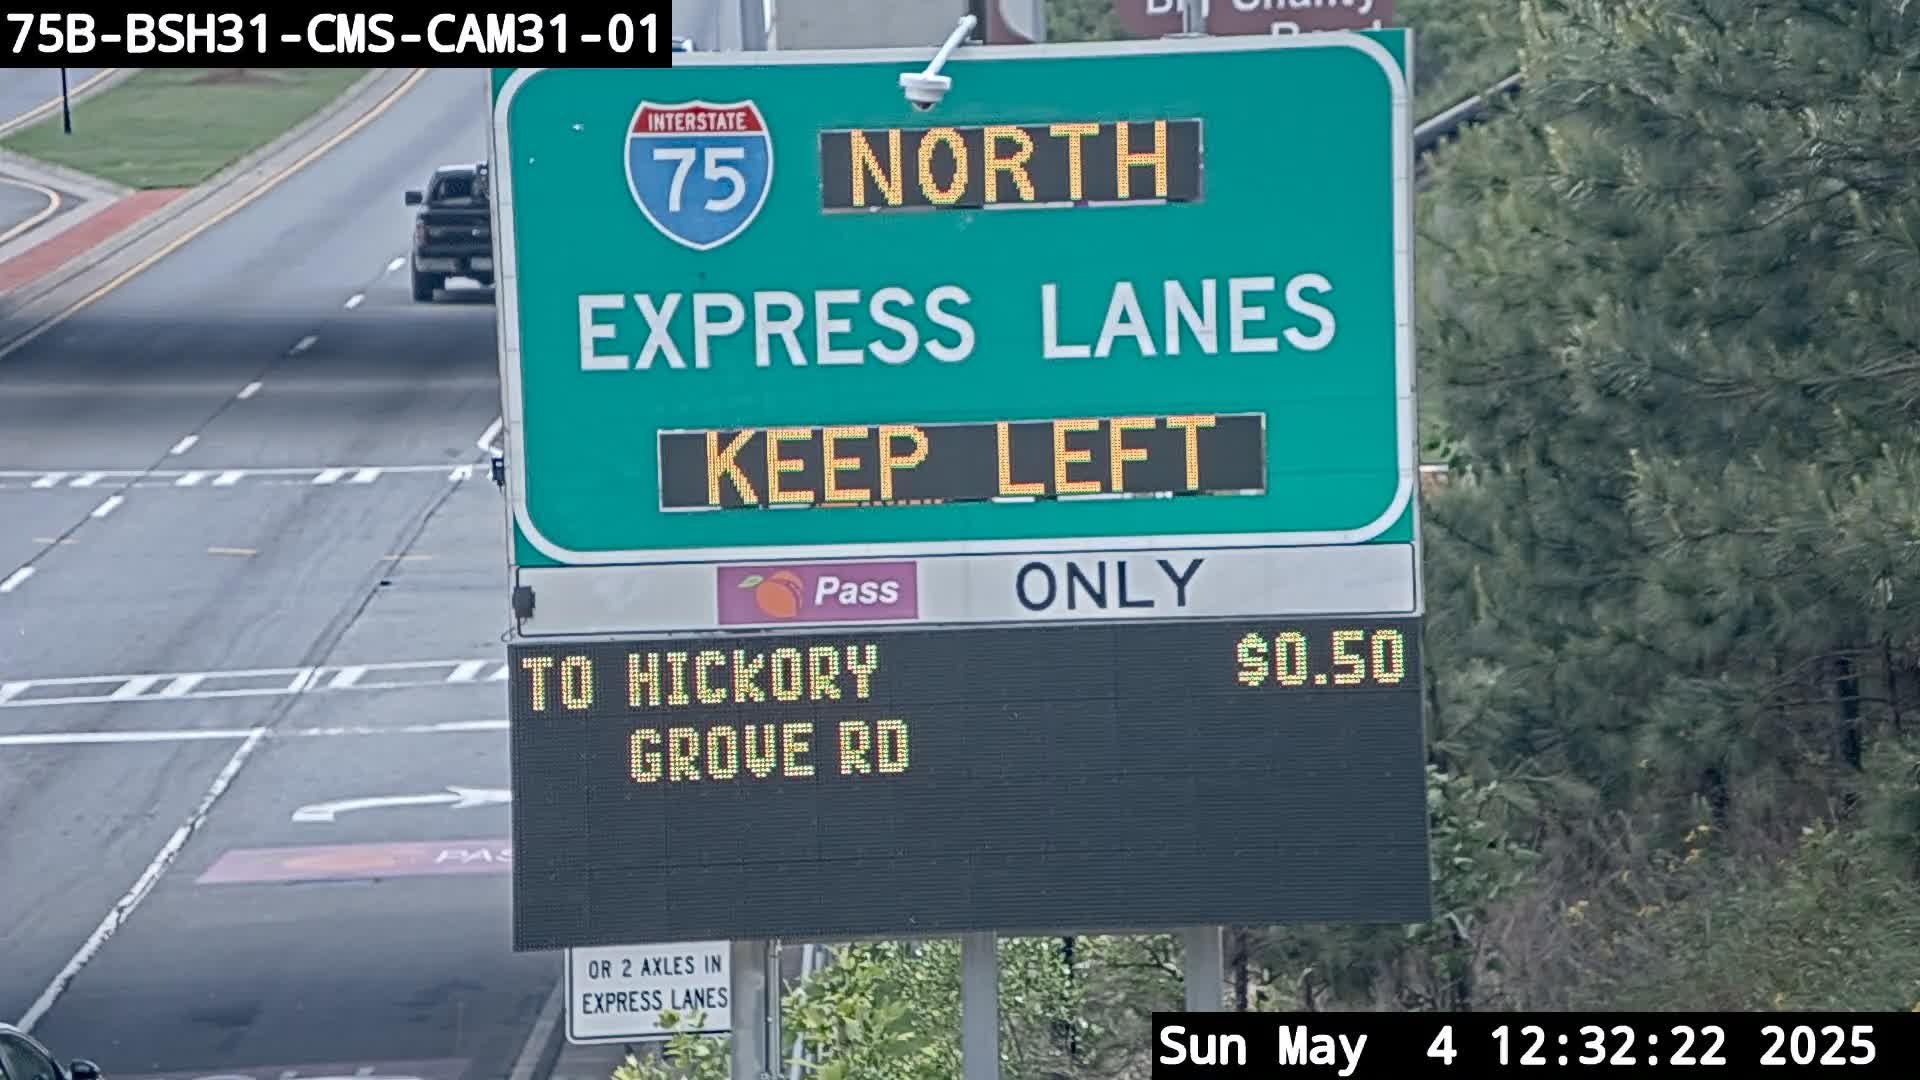 75B-BSH31-CMS-CAM31-01
INTERSTATE
75
NORTH
EXPRESS LANES
KEEP LEFT
Pass
ONLY
TO HICKORY $0.50
GROVE RD
PAS
OR 2 AXLES IN
EXPRESS LANES
Sun May 4 12:32:22 2025